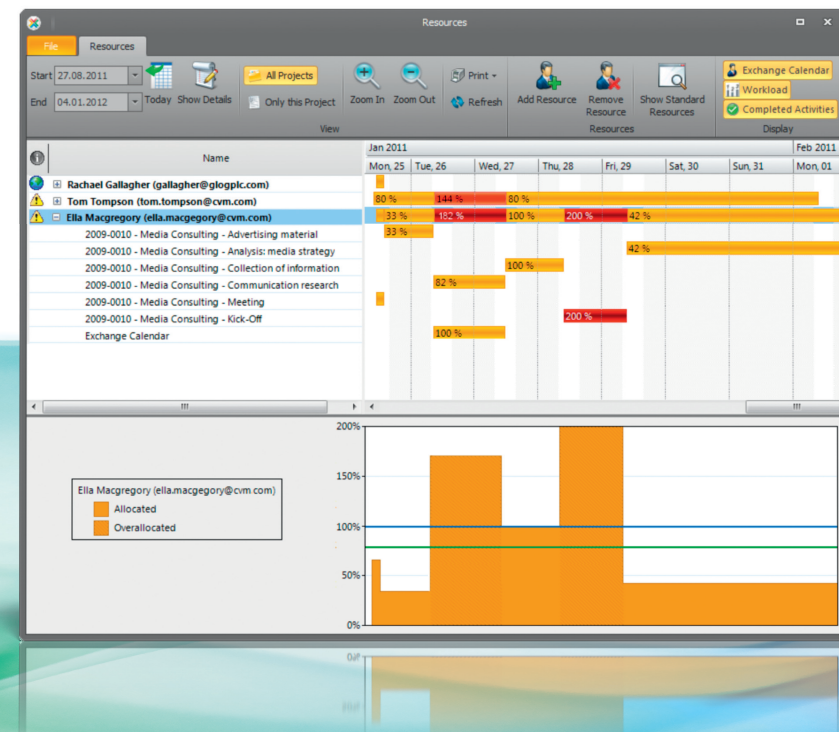 Resources
File Resources
Start 27.08.2011
End 04.01.2012
Today Show Details
All Projects
Only this Project
View
Zoom In Zoom Out
Print
Refresh
Add Resource
Remove
Resource
Show Standard
Resources
Resources
Exchange Calendar
Workload
Completed Activities
Display
Name
Jan 2011 Feb 2011
Mon, 25 Tue, 26 Wed, 27 Thu, 28 Fri, 29 Sat, 30 Sun, 31 Mon, 01
Rachael Gallagher (gallagher@glogplc.com)
Tom Tompson (tom.tompson@cvm.com) 80 % 144 % 80 %
Ella Macgregory (ella.macgegory@cvm.com) 33 % 182 % 100 % 200 % 42 %
2009-0010 - Media Consulting - Advertising material 33 %
2009-0010 - Media Consulting - Analysis: media strategy 42 %
2009-0010 - Media Consulting - Collection of information 100 %
2009-0010 - Media Consulting - Communication research 82 %
2009-0010 - Media Consulting - Meeting
2009-0010 - Media Consulting - Kick-Off 200 %
Exchange Calendar 100 %
200%
150%
100%
50%
0%
Ella Macgregory (ella.macgegory@cvm.com)
Allocated
Overallocated